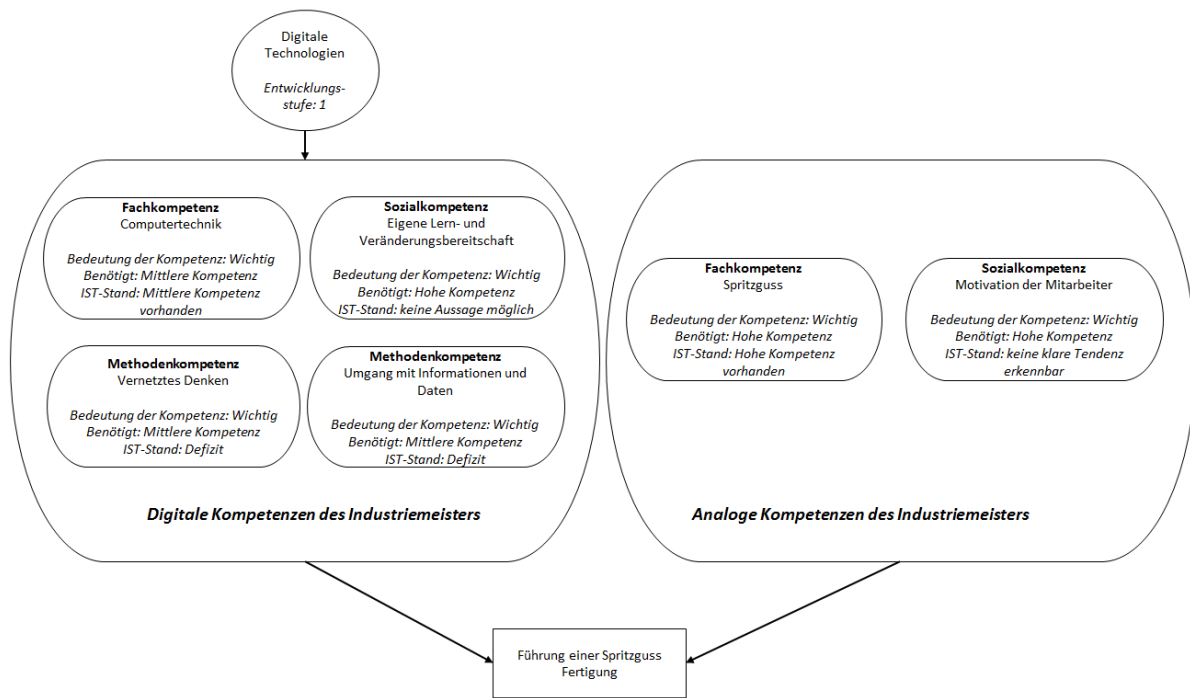 Digitale
Technologien
Entwicklungs-
stufe: 1
Fachkompetenz
Computertechnik
Bedeutung der Kompetenz: Wichtig
Benötigt: Mittlere Kompetenz
IST-Stand: Mittlere Kompetenz
vorhanden
Sozialkompetenz
Eigene Lern- und
Veränderungsbereitschaft
Bedeutung der Kompetenz: Wichtig
Benötigt: Hohe Kompetenz
IST-Stand: keine Aussage möglich
Methodenkompetenz
Vernetztes Denken
Bedeutung der Kompetenz: Wichtig
Benötigt: Mittlere Kompetenz
IST-Stand: Defizit
Methodenkompetenz
Umgang mit Informationen und
Daten
Bedeutung der Kompetenz: Wichtig
Benötigt: Mittlere Kompetenz
IST-Stand: Defizit
Digitale Kompetenzen des Industriemeisters
Fachkompetenz
Spritzguss
Bedeutung der Kompetenz: Wichtig
Benötigt: Hohe Kompetenz
IST-Stand: Hohe Kompetenz
vorhanden
Sozialkompetenz
Motivation der Mitarbeiter
Bedeutung der Kompetenz: Wichtig
Benötigt: Hohe Kompetenz
IST-Stand: keine klare Tendenz
erkennbar
Analoge Kompetenzen des Industriemeisters
Führung einer Spritzguss
Fertigung